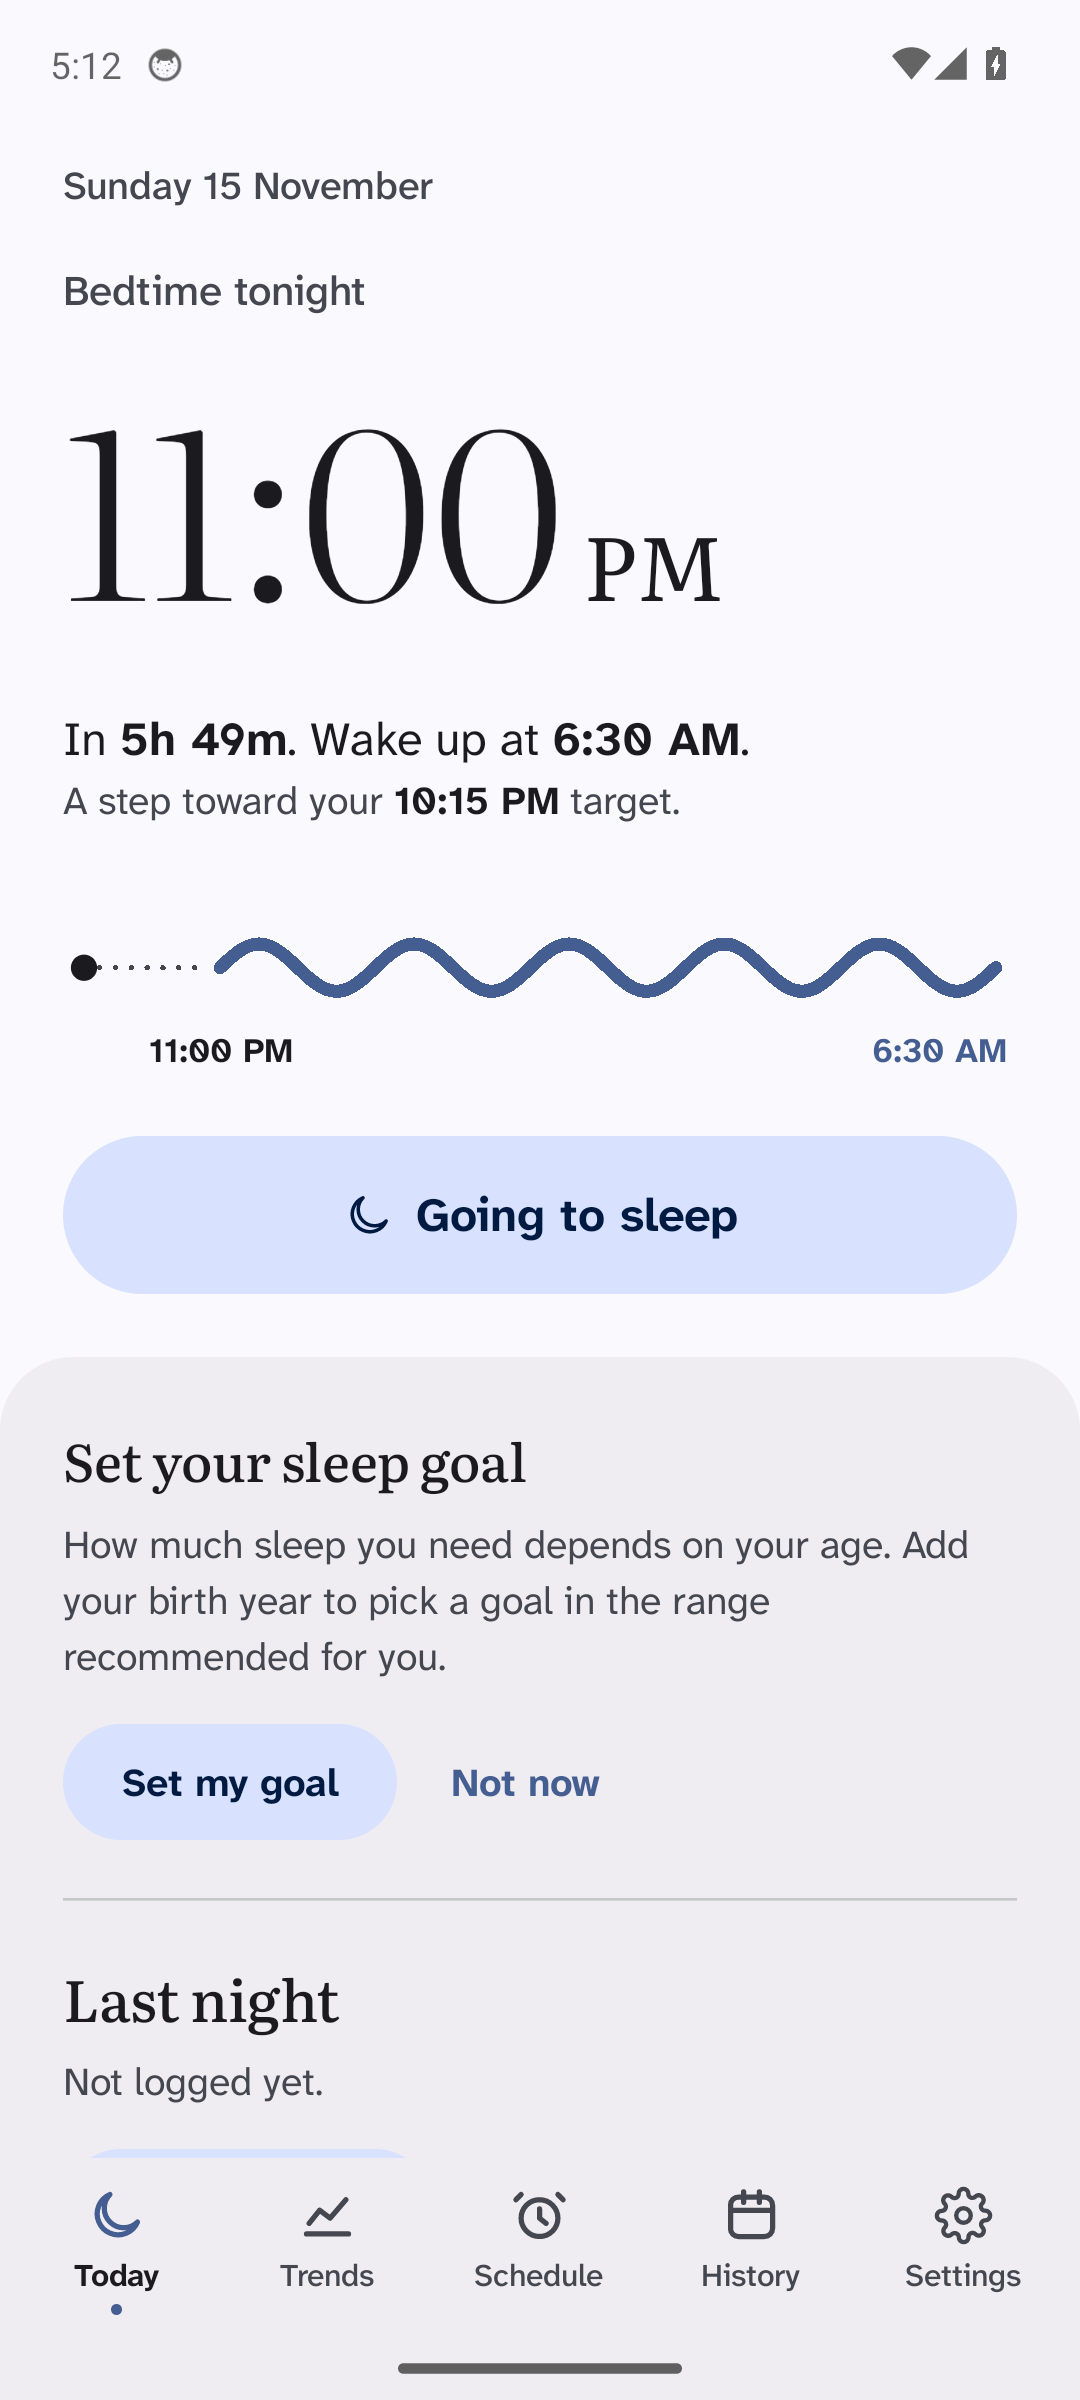 5:12
Sunday 15 November
Bedtime tonight
11:00 PM
In 5h 49m. Wake up at 6:30 AM.
A step toward your 10:15 PM target.
11:00 PM
6:30 AM
Going to sleep
Set your sleep goal
How much sleep you need depends on your age. Add
your birth year to pick a goal in the range
recommended for you.
Set my goal
Not now
Last night
Not logged yet.
Today
Trends
Schedule
History
Settings